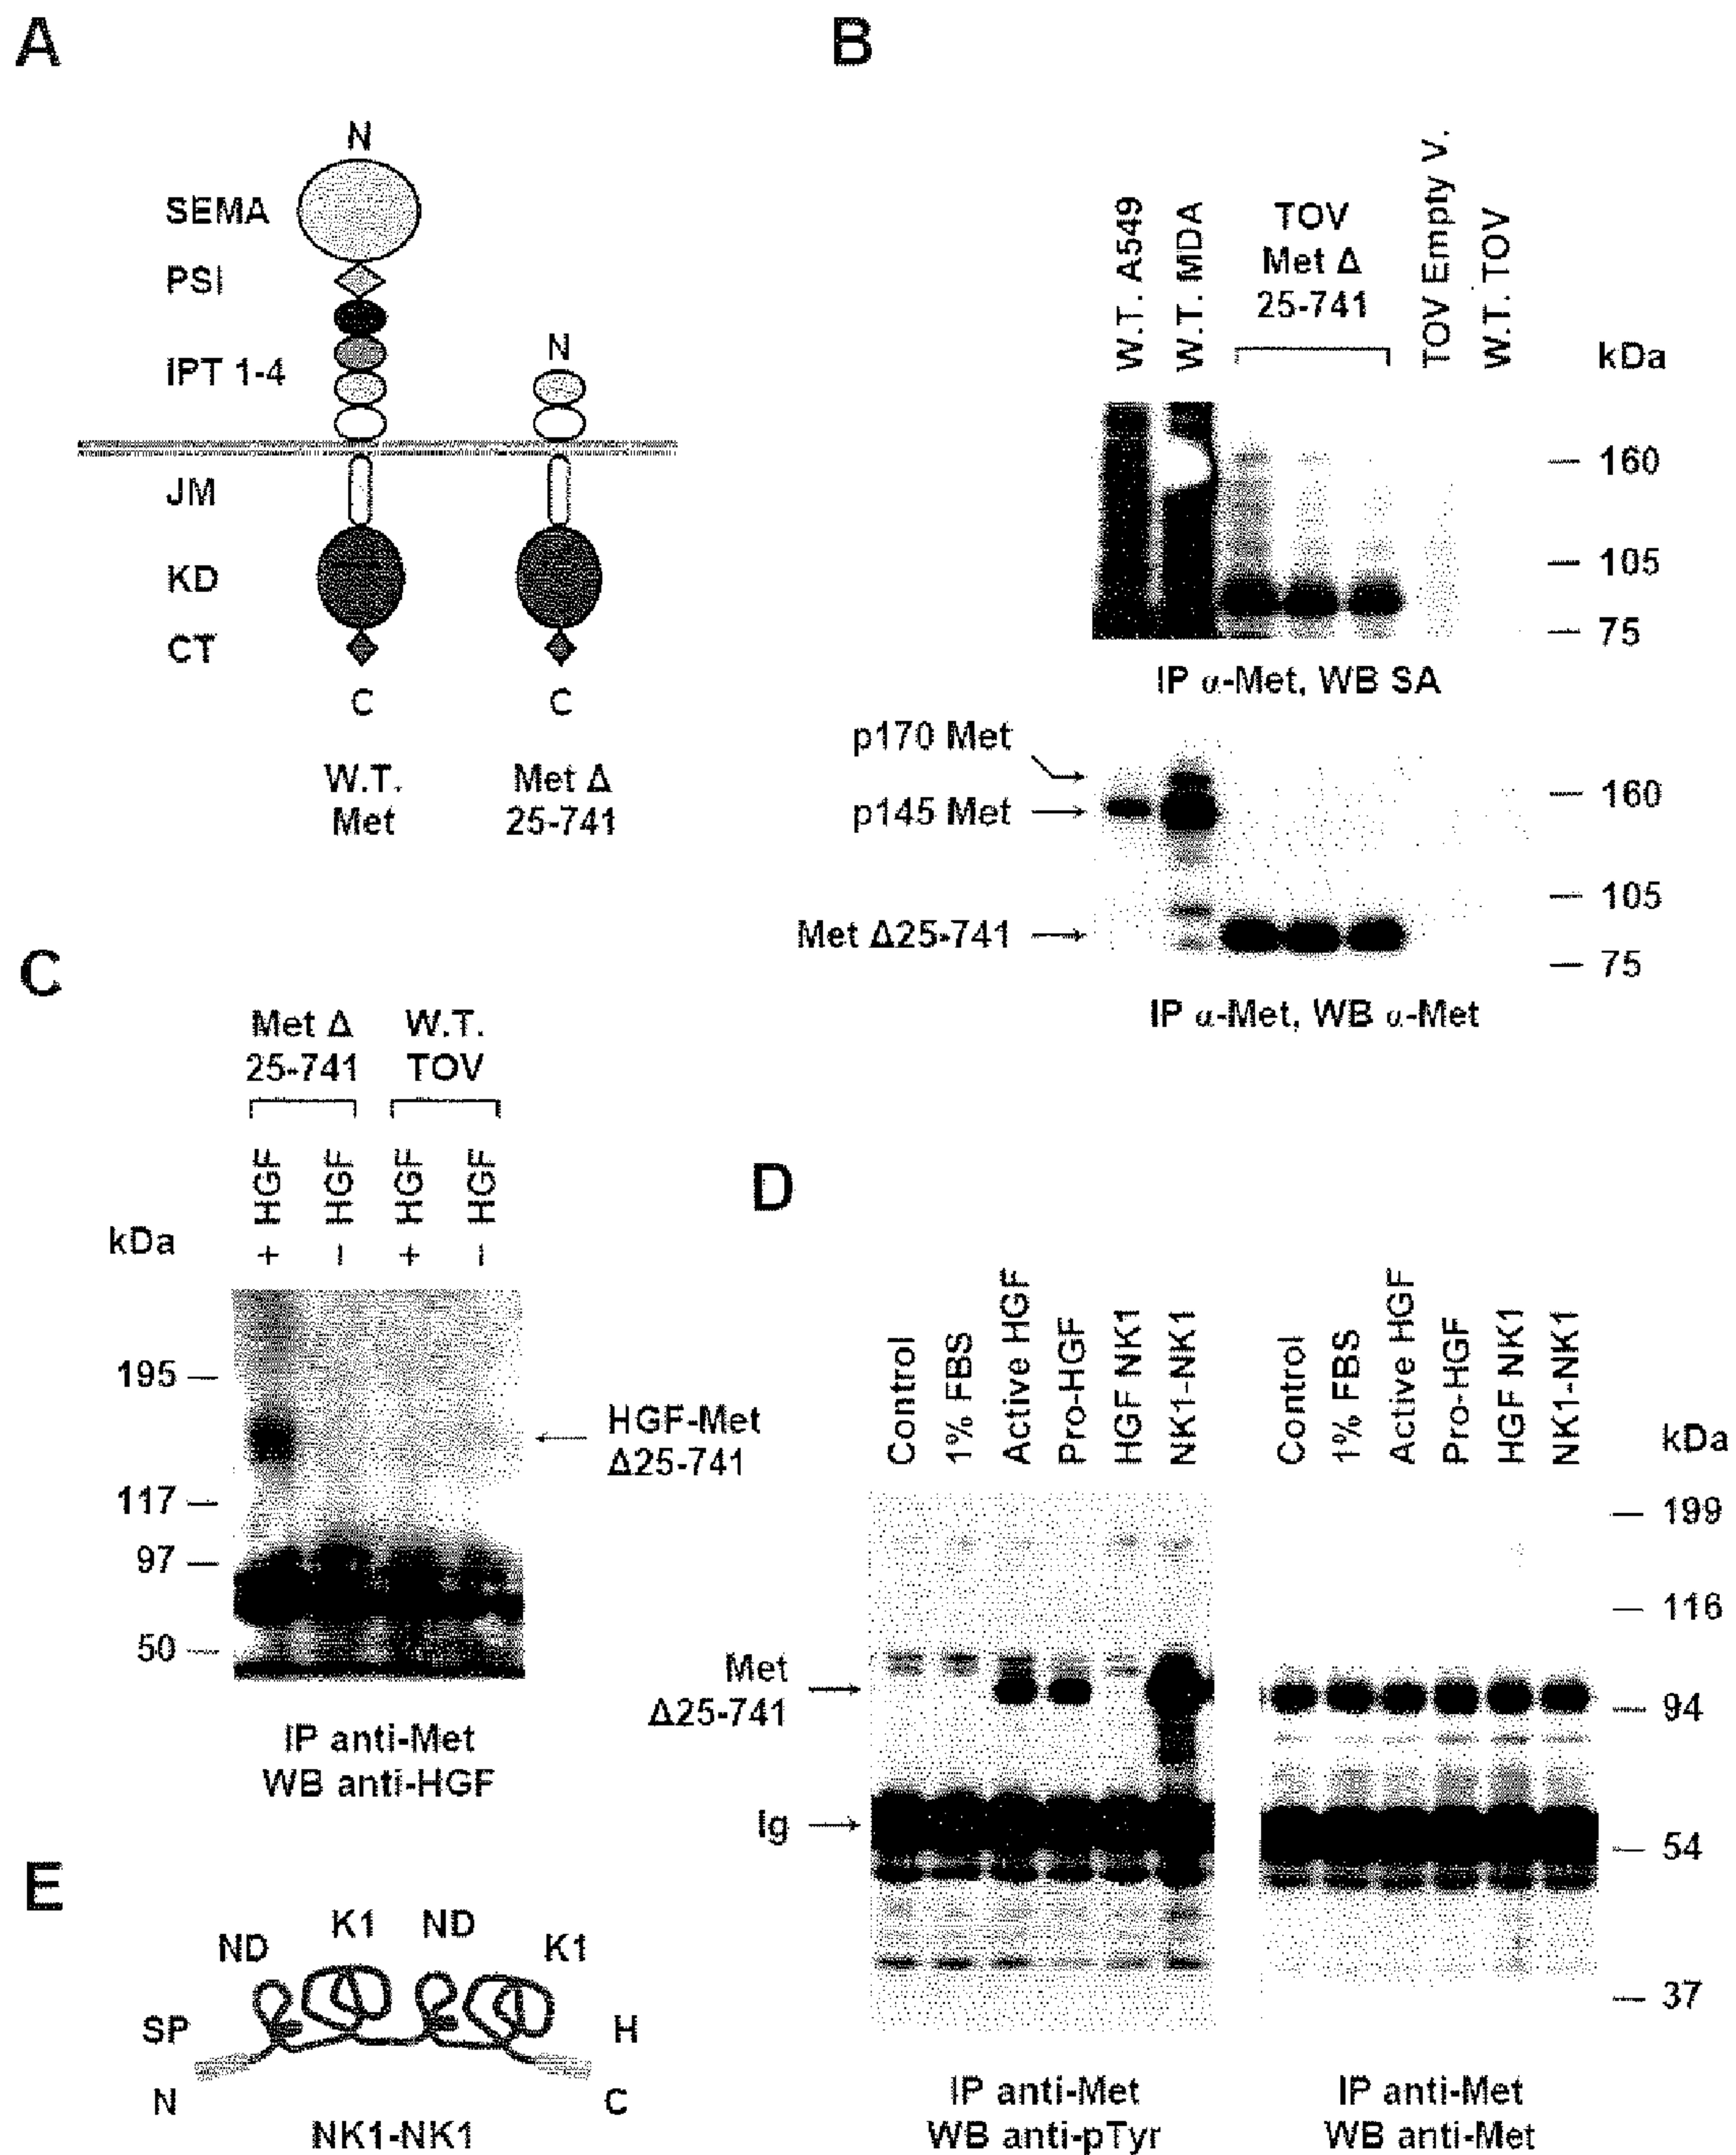 A
N
SEMA
PSI
IPT 1-4
N
JM
KD
CT
C
C
W.T.
Met
Met Δ
25-741
B
W.T. A549
W.T. MDA
TOV
Met Δ
25-741
TOV Empty V.
W.T. TOV
kDa
160
105
75
IP α-Met, WB SA
p170 Met
p145 Met
Met Δ25-741
160
105
75
IP α-Met, WB α-Met
C
Met Δ
25-741
W.T.
TOV
+ HGF
- HGF
+ HGF
- HGF
kDa
195
117
97
50
HGF-Met
Δ25-741
IP anti-Met
WB anti-HGF
D
Control
1% FBS
Active HGF
Pro-HGF
HGF NK1
NK1-NK1
Control
1% FBS
Active HGF
Pro-HGF
HGF NK1
NK1-NK1
kDa
199
116
94
54
37
Met
Δ25-741
Ig
IP anti-Met
WB anti-pTyr
IP anti-Met
WB anti-Met
E
ND
K1
ND
K1
SP
H
N
C
NK1-NK1